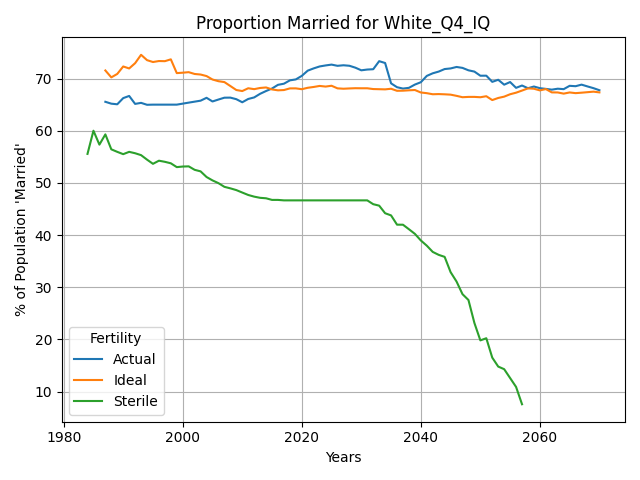 Proportion Married for White_Q4_IQ
% of Population 'Married'
70
60
50
40
30
20
10
Fertility
Actual
Ideal
Sterile
1980
2000
2020
2040
2060
Years